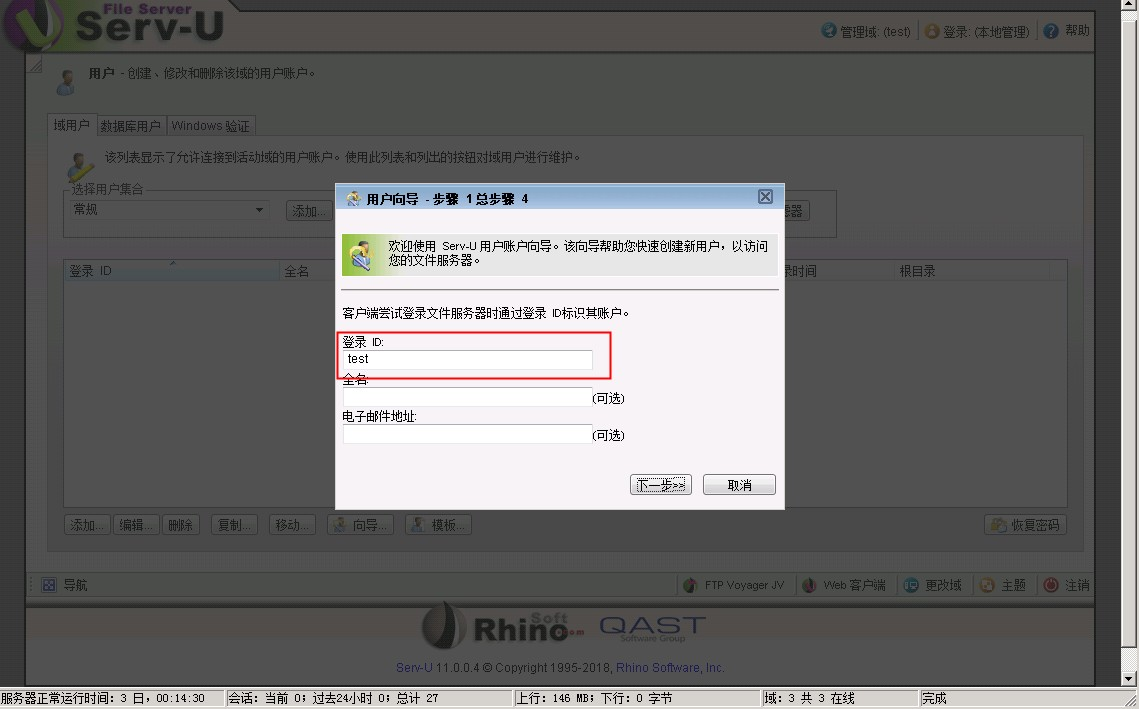 File Server
Serv-U
管理域: (test) 登录: (本地管理) 帮助
用户 - 创建、修改和删除该域的用户账户。
域用户 数据库用户 Windows 验证
该列表显示了允许连接到活动域的用户账户。使用此列表和列出的按钮对域用户进行维护。
选择用户集合
常规 添加...
用户向导 - 步骤 1 总步骤 4
欢迎使用 Serv-U 用户账户向导。该向导帮助您快速创建新用户，以访问
您的文件服务器。
登录 ID 全名 录时间 根目录
客户端尝试登录文件服务器时通过登录 ID标识其账户。
登录 ID:
test
全名:
(可选)
电子邮件地址:
(可选)
下一步>> 取消
添加... 编辑... 删除 复制... 移动... 向导... 模板... 恢复密码
导航 FTP Voyager JV Web 客户端 更改域 主题 注销
RhinoSoft.com QAST
Software Group
Serv-U 11.0.0.4 © Copyright 1995-2018, Rhino Software, Inc.
服务器正常运行时间: 3 日, 00:14:30 会话: 当前 0; 过去24小时 0; 总计 27 上行: 146 MB; 下行: 0 字节 域: 3 共 3 在线 完成